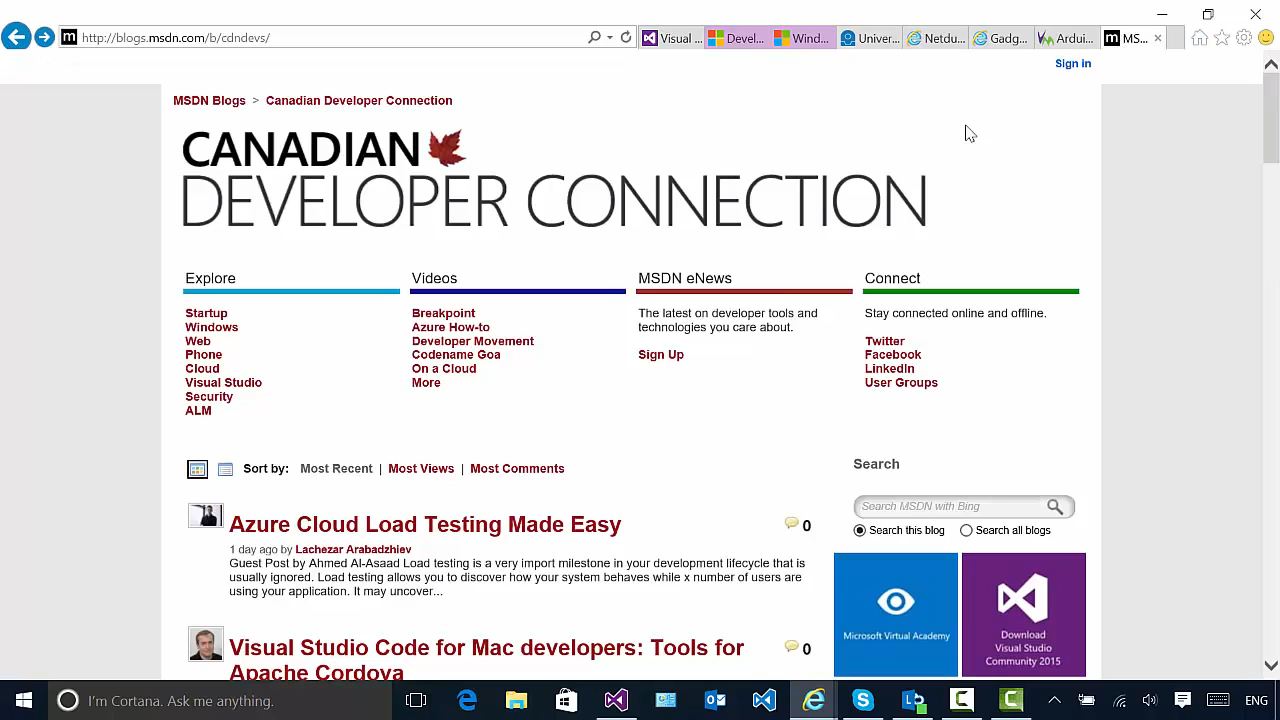 http://blogs.msdn.com/b/cdndevs/
Visual ...
Devel...
Wind...
Univer...
Netdu...
Gadg...
Ardui...
MS...
Sign in
MSDN Blogs > Canadian Developer Connection
CANADIAN
DEVELOPER CONNECTION
Explore
Startup
Windows
Web
Phone
Cloud
Visual Studio
Security
ALM
Videos
Breakpoint
Azure How-to
Developer Movement
Codename Goa
On a Cloud
More
MSDN eNews
The latest on developer tools and
technologies you care about.
Sign Up
Connect
Stay connected online and offline.
Twitter
Facebook
LinkedIn
User Groups
Sort by: Most Recent | Most Views | Most Comments
Search
Search MSDN with Bing
Search this blog Search all blogs
Azure Cloud Load Testing Made Easy 0
1 day ago by Lachezar Arabadzhiev
Guest Post by Ahmed Al-Asaad Load testing is a very import milestone in your development lifecycle that is
usually ignored. Load testing allows you to discover how your system behaves while x number of users are
using your application. It may uncover...
Microsoft Virtual Academy
Download
Visual Studio
Community 2015
Visual Studio Code for Mac developers: Tools for 0
Apache Cordova
I'm Cortana. Ask me anything.
ENG